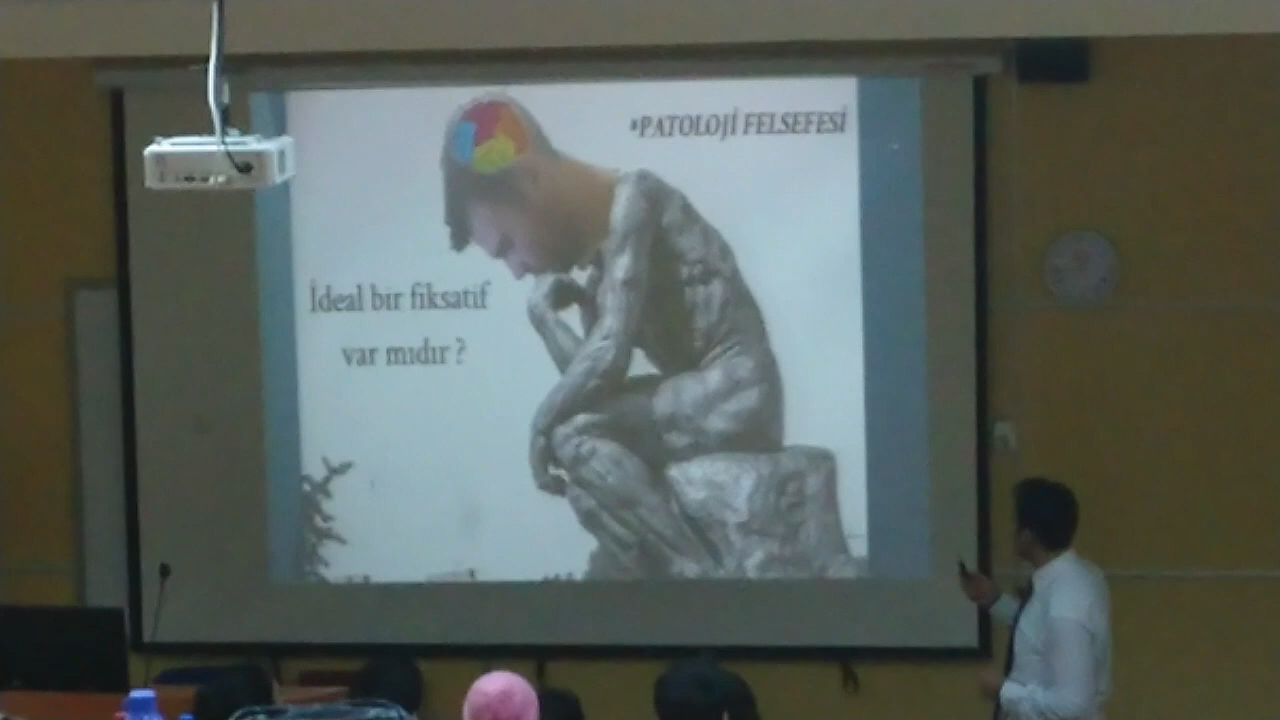 *PATOLOJİ FELSEFESİ
İdeal bir fiksatif
var mıdır ?